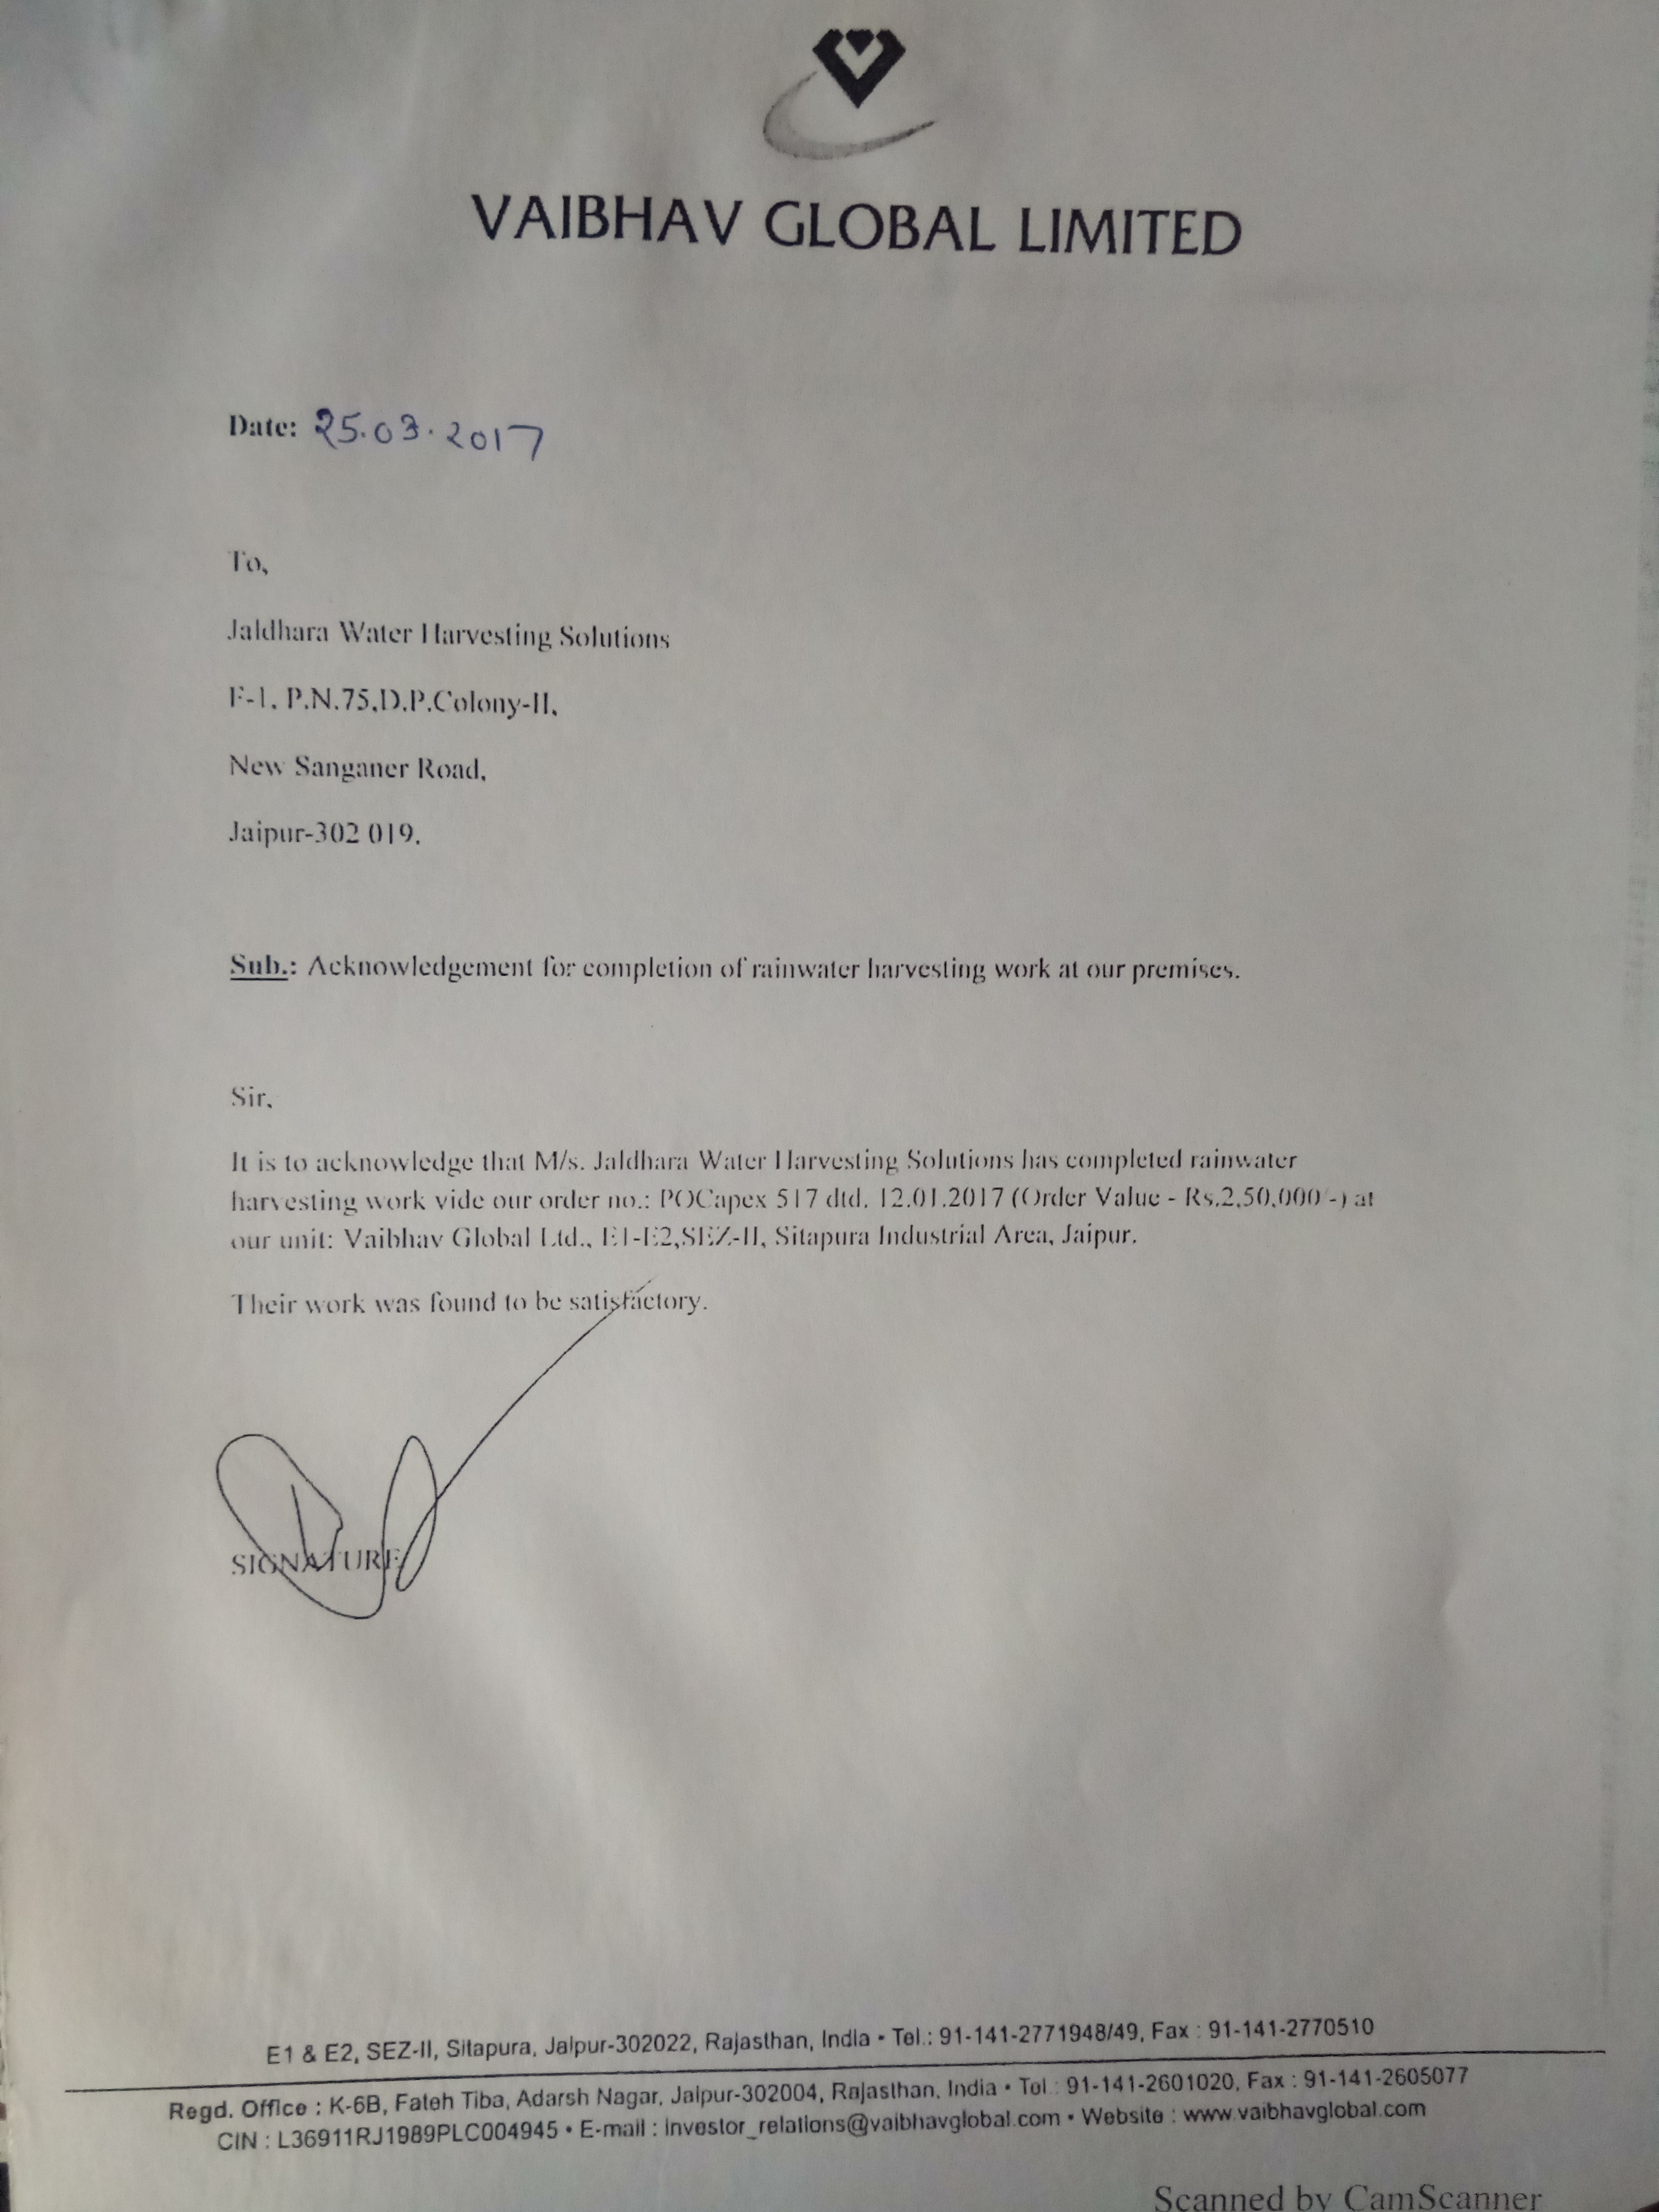 VAIBHAV GLOBAL LIMITED
Date: 25.03.2017
To,
Jaldhara Water Harvesting Solutions
F-1, P.N.75,D.P.Colony-II,
New Sanganer Road,
Jaipur-302 019.
Sub.: Acknowledgement for completion of rainwater harvesting work at our premises.
Sir,
It is to acknowledge that M/s. Jaldhara Water Harvesting Solutions has completed rainwater
harvesting work vide our order no.: POCapex 517 dtd. 12.01.2017 (Order Value - Rs.2,50,000/-) at
our unit: Vaibhav Global Ltd., E1-E2,SEZ-II, Sitapura Industrial Area, Jaipur.
Their work was found to be satisfactory.
SIGNATURE
E1 & E2, SEZ-II, Sitapura, Jaipur-302022, Rajasthan, India • Tel.: 91-141-2771948/49, Fax : 91-141-2770510
Regd. Office : K-6B, Fateh Tiba, Adarsh Nagar, Jaipur-302004, Rajasthan, India • Tel.: 91-141-2601020, Fax : 91-141-2605077
CIN : L36911RJ1989PLC004945 • E-mail : investor_relations@vaibhavglobal.com • Website : www.vaibhavglobal.com
Scanned by CamScanner